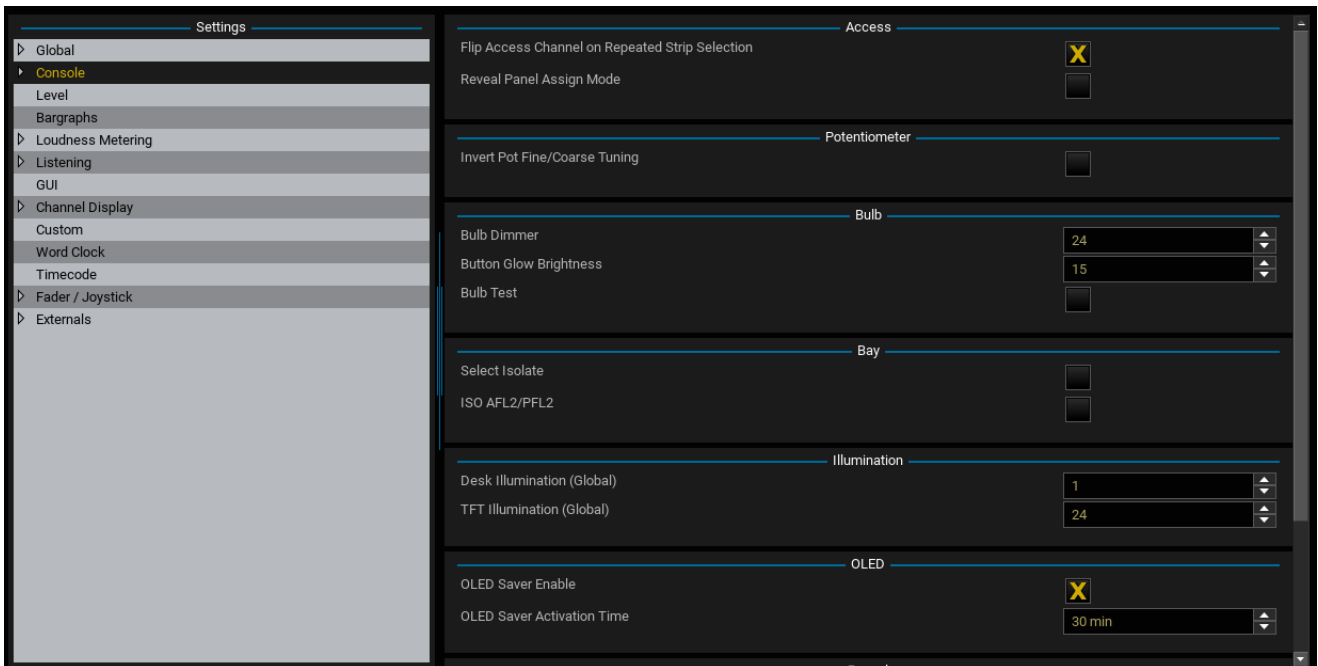 Settings
Global
Console
Level
Bargraphs
Loudness Metering
Listening
GUI
Channel Display
Custom
Word Clock
Timecode
Fader / Joystick
Externals
Access
Flip Access Channel on Repeated Strip Selection
X
Reveal Panel Assign Mode
Potentiometer
Invert Pot Fine/Coarse Tuning
Bulb
Bulb Dimmer
24
Button Glow Brightness
15
Bulb Test
Bay
Select Isolate
ISO AFL2/PFL2
Illumination
Desk Illumination (Global)
1
TFT Illumination (Global)
24
OLED
OLED Saver Enable
X
OLED Saver Activation Time
30 min